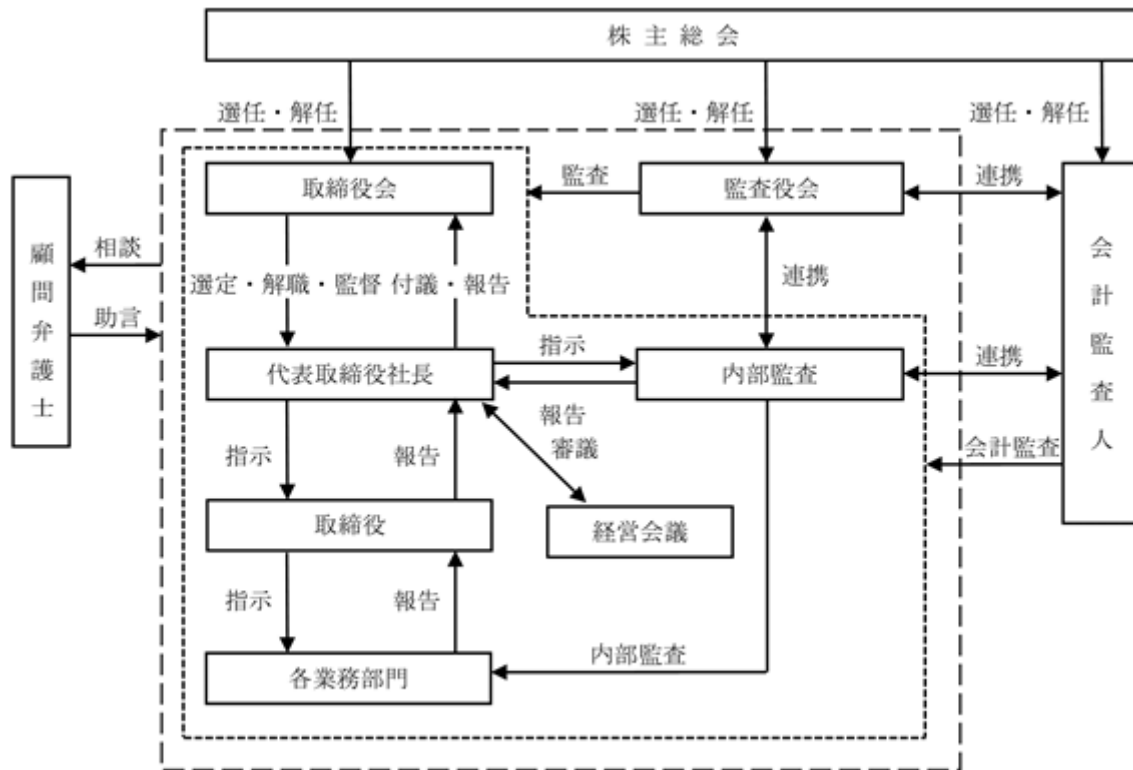 株主総会
選任・解任
選任・解任
選任・解任
取締役会
監査
監査役会
連携
顧問弁護士
相談
助言
会計監査人
選定・解職・監督
付議・報告
連携
代表取締役社長
指示
報告
内部監査
連携
審議
会計監査
指示
報告
取締役
経営会議
指示
報告
内部監査
各業務部門